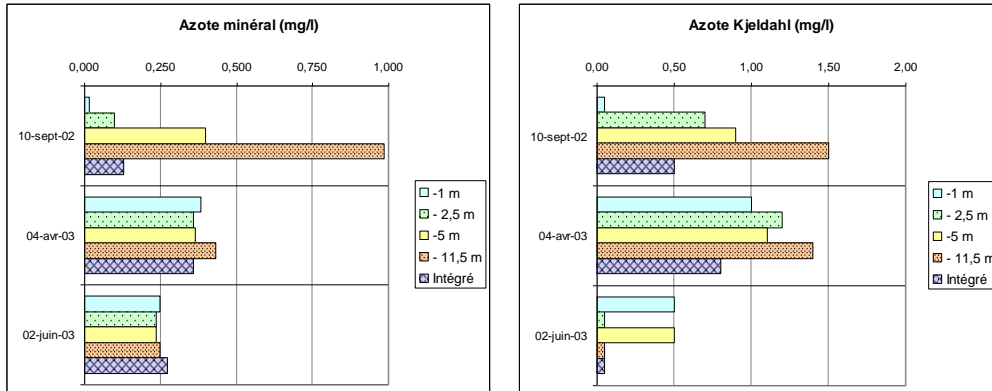 Azote minéral (mg/l)
0,000 0,250 0,500 0,750 1,000
10-sept-02
04-avr-03
02-juin-03
-1 m
- 2,5 m
-5 m
- 11,5 m
Intégré
Azote Kjeldahl (mg/l)
0,00 0,50 1,00 1,50 2,00
10-sept-02
04-avr-03
02-juin-03
-1 m
- 2,5 m
-5 m
- 11,5 m
Intégré